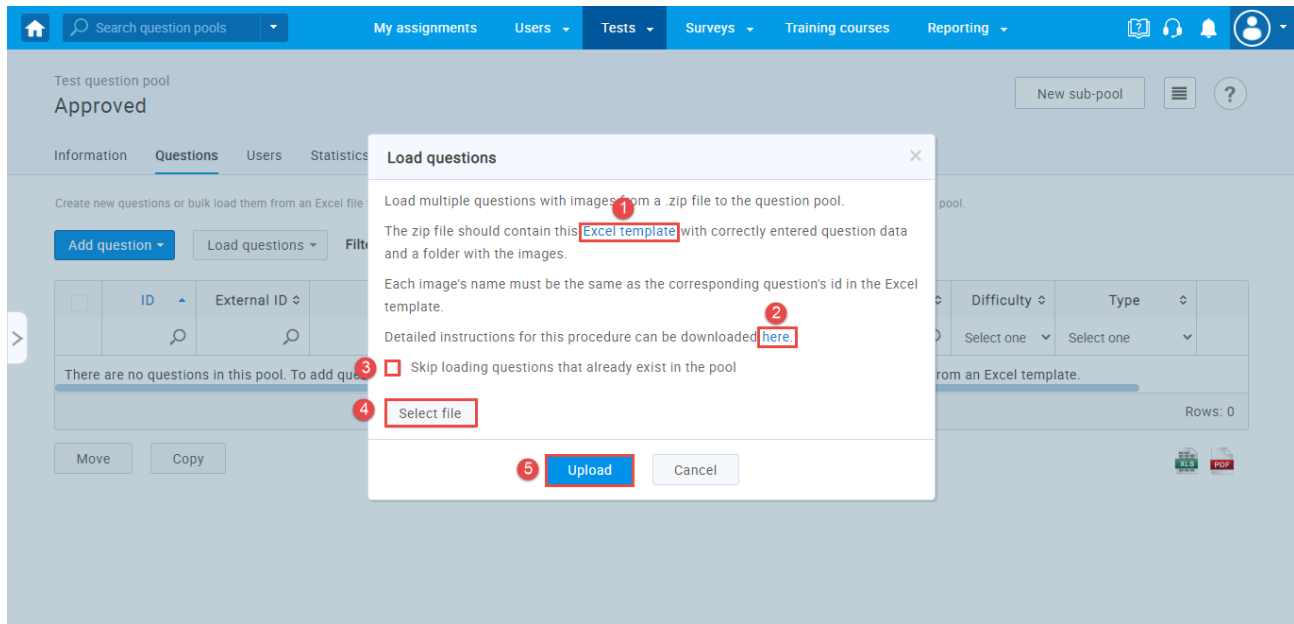 Search question pools
My assignments
Users
Tests
Surveys
Training courses
Reporting
Test question pool
Approved
New sub-pool
?
Information
Questions
Users
Statistics
Create new questions or bulk load them from an Excel file
pool.
Add question
Load questions
ID
External ID
Difficulty
Type
Select one
Select one
There are no questions in this pool. To add
from an Excel template.
Rows: 0
Move
Copy
XLS
PDF
Load questions
Load multiple questions with images from a .zip file to the question pool.
1
The zip file should contain this Excel template with correctly entered question data
and a folder with the images.
Each image's name must be the same as the corresponding question's id in the Excel
template.
2
Detailed instructions for this procedure can be downloaded here.
3
Skip loading questions that already exist in the pool
4
Select file
5
Upload
Cancel